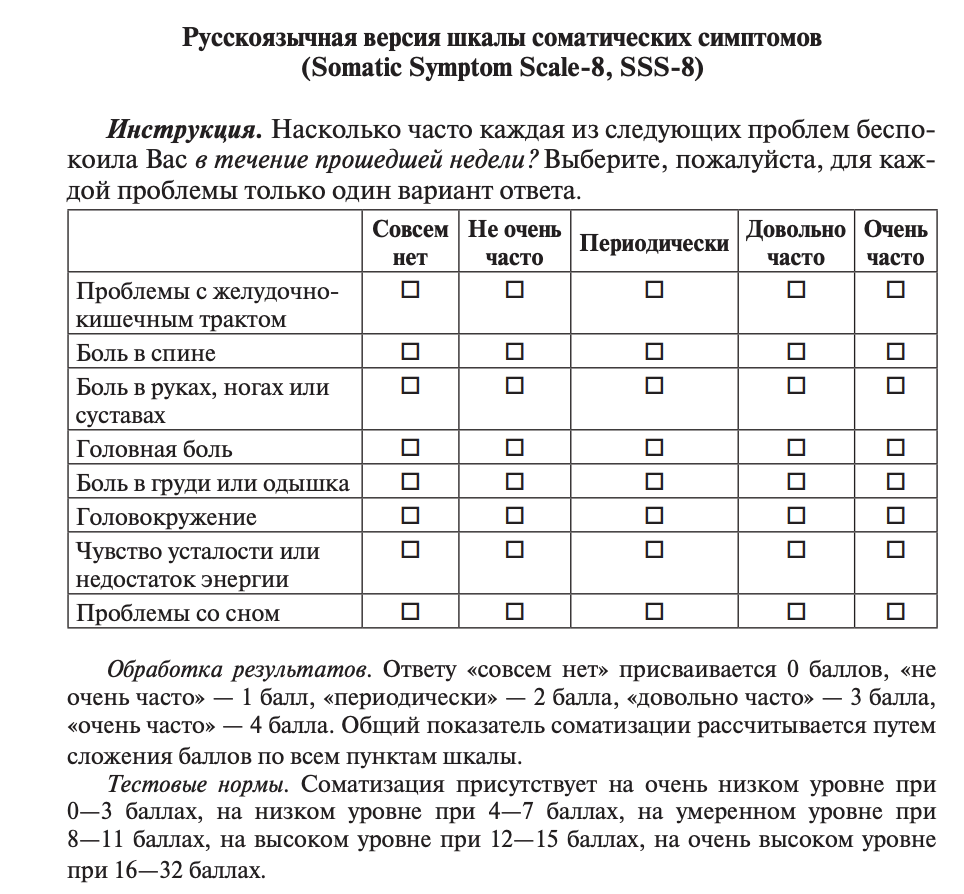 Русскоязычная версия шкалы соматических симптомов
(Somatic Symptom Scale-8, SSS-8)
Инструкция. Насколько часто каждая из следующих проблем беспо-
коила Вас в течение прошедшей недели? Выберите, пожалуйста, для каж-
дой проблемы только один вариант ответа.
Совсем нет Не очень часто Периодически Довольно часто Очень часто
Проблемы с желудочно-
кишечным трактом
Боль в спине
Боль в руках, ногах или
суставах
Головная боль
Боль в груди или одышка
Головокружение
Чувство усталости или
недостаток энергии
Проблемы со сном
Обработка результатов. Ответу «совсем нет» присваивается 0 баллов, «не
очень часто» — 1 балл, «периодически» — 2 балла, «довольно часто» — 3 балла,
«очень часто» — 4 балла. Общий показатель соматизации рассчитывается путем
сложения баллов по всем пунктам шкалы.
Тестовые нормы. Соматизация присутствует на очень низком уровне при
0—3 баллах, на низком уровне при 4—7 баллах, на умеренном уровне при
8—11 баллах, на высоком уровне при 12—15 баллах, на очень высоком уровне
при 16—32 баллах.